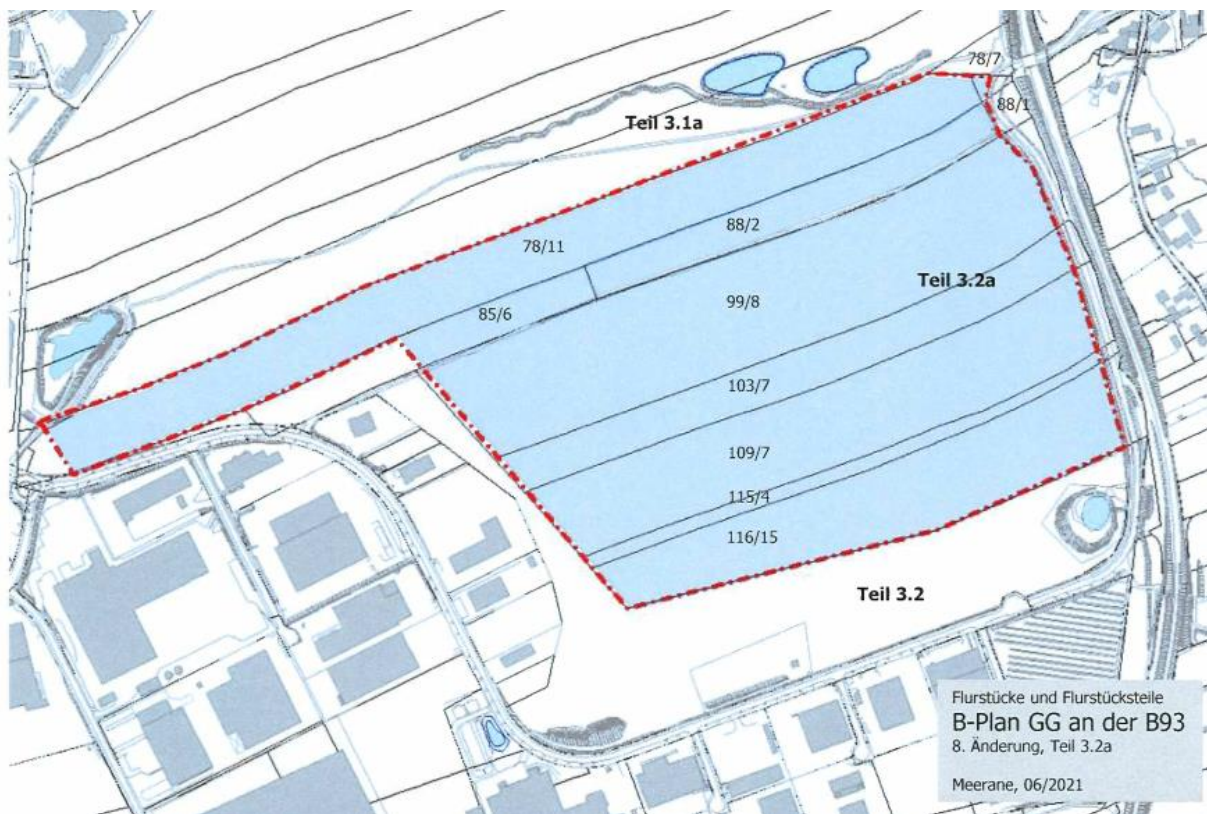 78/7
88/1
Teil 3.1a
88/2
78/11
Teil 3.2a
99/8
85/6
103/7
109/7
115/4
116/15
Teil 3.2
Flurstücke und Flurstücksteile
B-Plan GG an der B93
8. Änderung, Teil 3.2a
Meerane, 06/2021